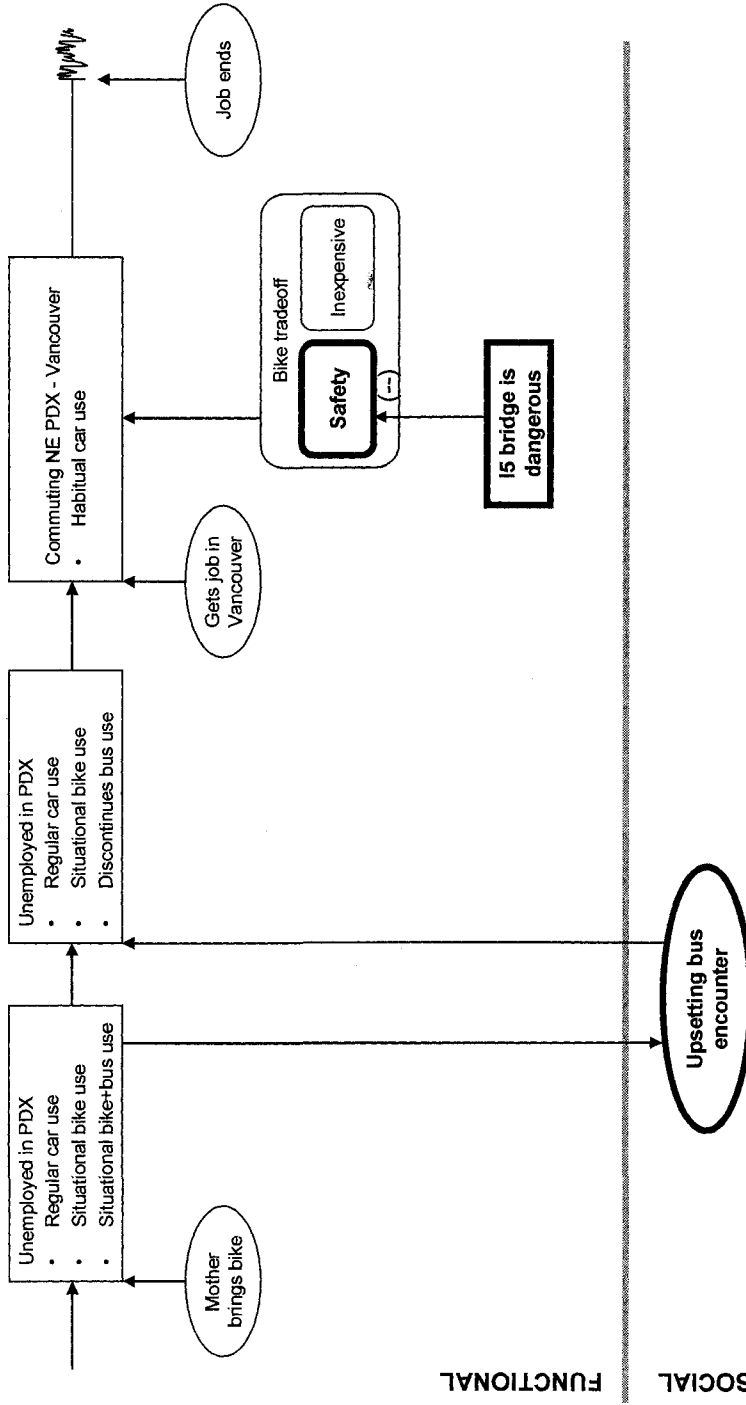 Unemployed in PDX
• Regular car use
• Situational bike use
• Situational bike+bus use
Unemployed in PDX
• Regular car use
• Situational bike use
• Discontinues bus use
Commuting NE PDX - Vancouver
• Habitual car use
Mother
brings bike
Gets job in
Vancouver
Job ends
Bike tradeoff
Safety
Inexpensive
(--)
I5 bridge is
dangerous
FUNCTIONAL
SOCIAL
Upsetting bus
encounter